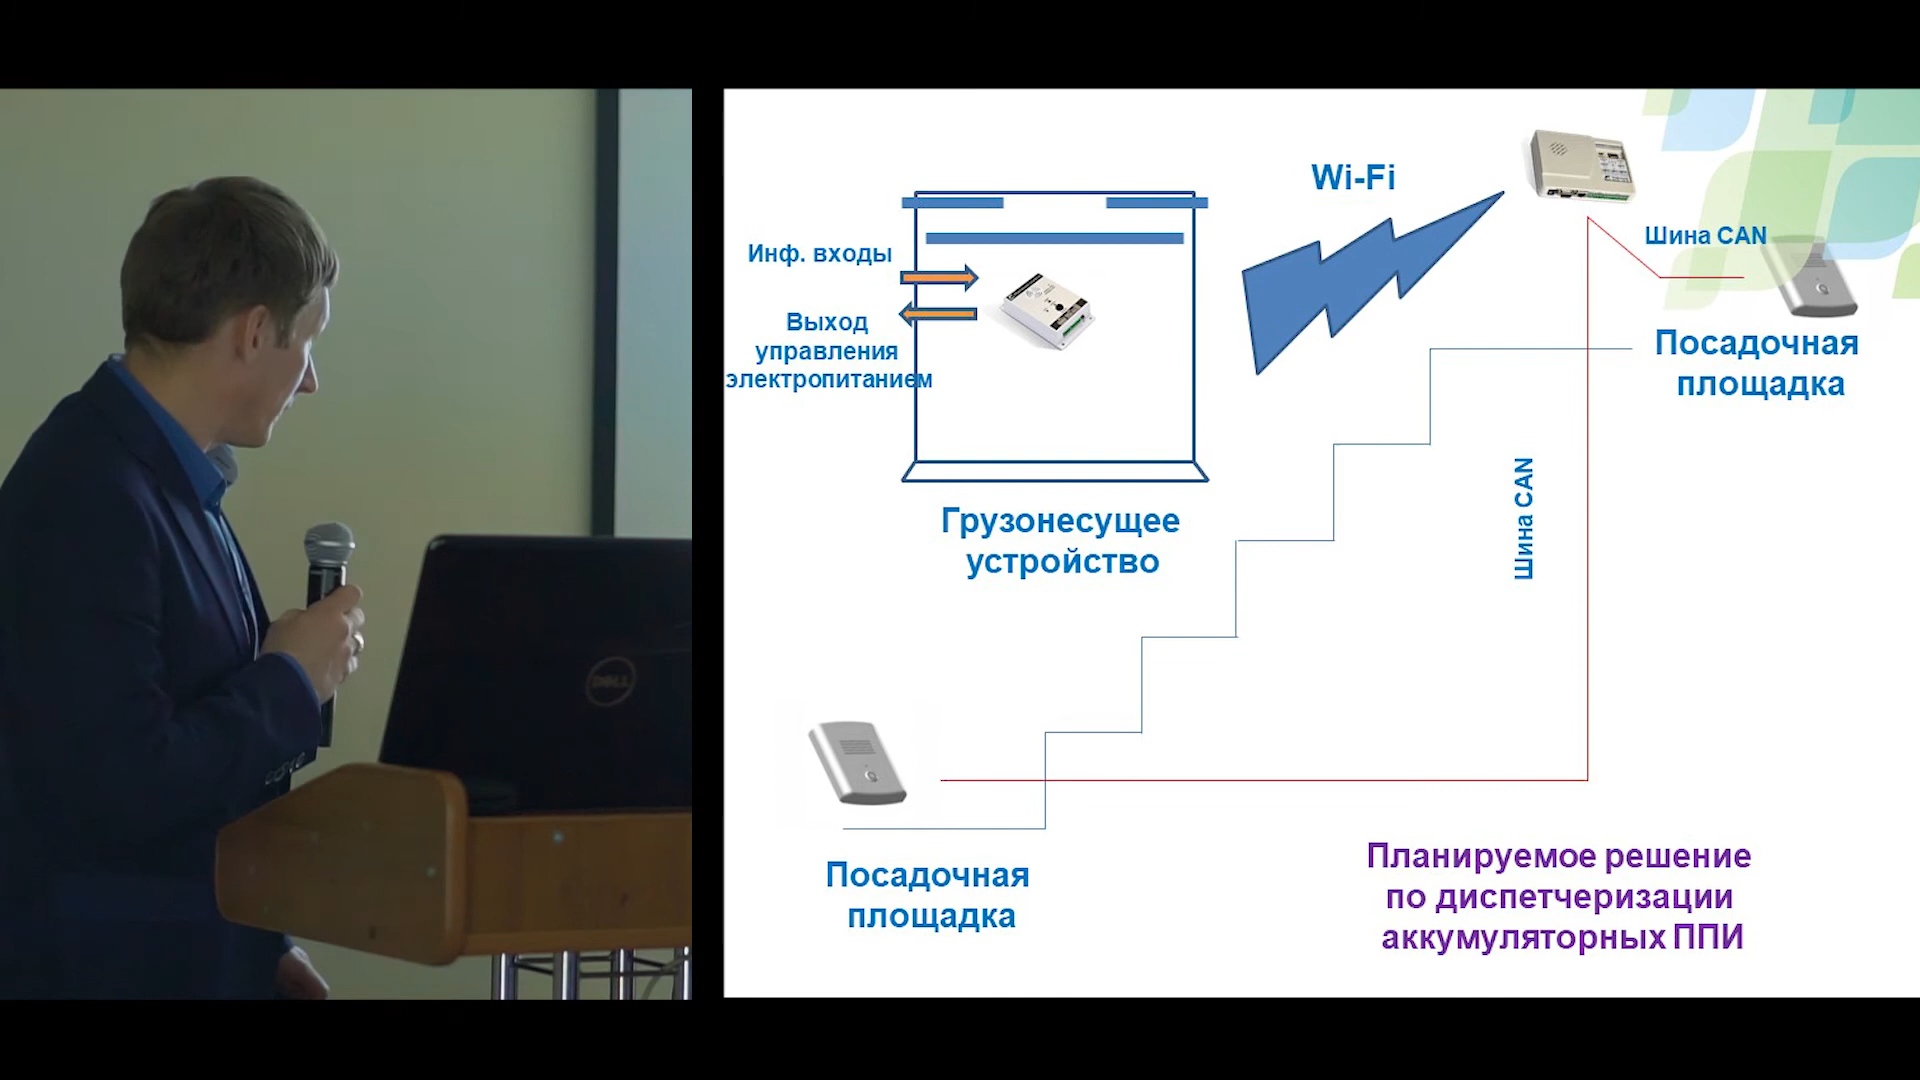 Wi-Fi
Инф. входы
Шина CAN
Выход
управления
электропитанием
Посадочная
площадка
Шина CAN
Грузонесущее
устройство
DELL
Посадочная
площадка
Планируемое решение
по диспетчеризации
аккумуляторных ППИ